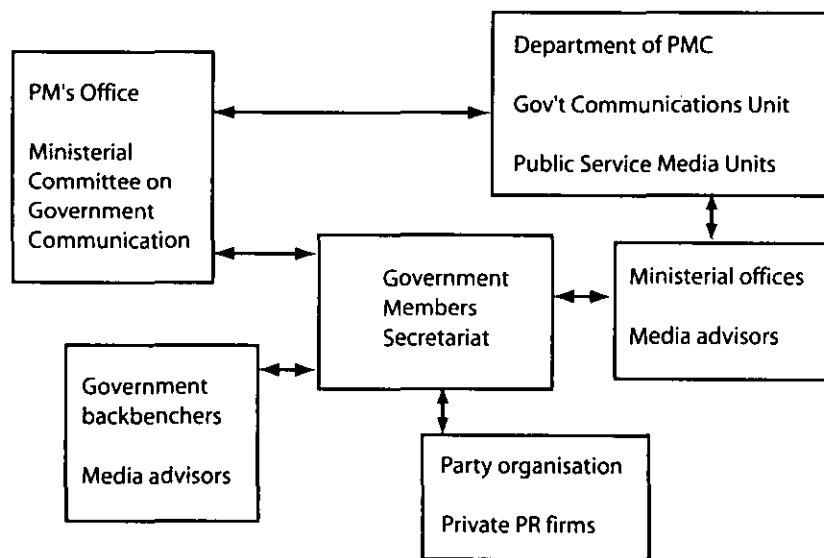 PM's Office
Ministerial
Committee on
Government
Communication
Department of PMC
Gov't Communications Unit
Public Service Media Units
Government
Members
Secretariat
Ministerial offices
Media advisors
Government
backbenchers
Media advisors
Party organisation
Private PR firms